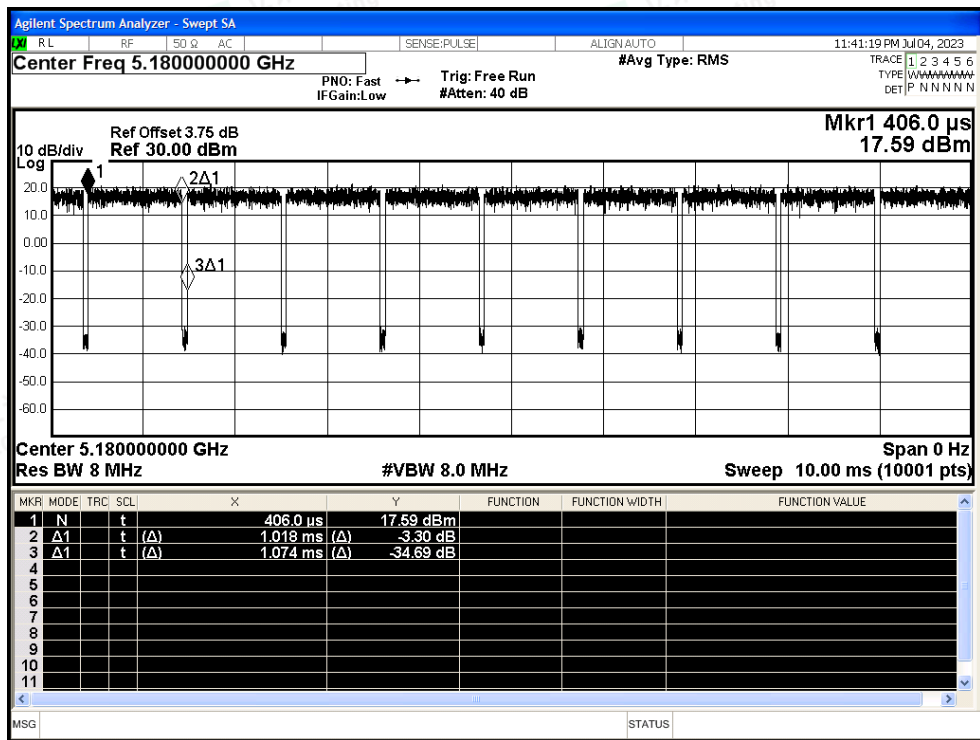 Agilent Spectrum Analyzer - Swept SA
LXI RL RF 50 Ω AC SENSE:PULSE ALIGN AUTO 11:41:19 PM Jul 04, 2023
Center Freq 5.180000000 GHz #Avg Type: RMS TRACE 1 2 3 4 5 6
PNO: Fast Trig: Free Run TYPE
IFGain:Low #Atten: 40 dB DET P N N N N N
Mkr1 406.0 µs
Ref Offset 3.75 dB
10 dB/div Ref 30.00 dBm 17.59 dBm
Log
1 2Δ1
20.0
10.0
0.00
3Δ1
-10.0
-20.0
-30.0
-40.0
-50.0
-60.0
Center 5.180000000 GHz Span 0 Hz
Res BW 8 MHz #VBW 8.0 MHz Sweep 10.00 ms (10001 pts)
MKR MODE TRC SCL X Y FUNCTION FUNCTION WIDTH FUNCTION VALUE
1 N t 406.0 µs 17.59 dBm
2 Δ1 t (Δ) 1.018 ms (Δ) -3.30 dB
3 Δ1 t (Δ) 1.074 ms (Δ) -34.69 dB
4
5
6
7
8
9
10
11
MSG STATUS